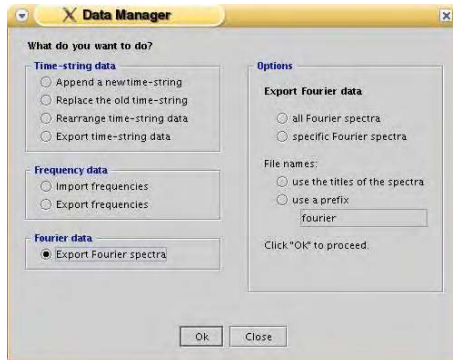 Data Manager
What do you want to do?
Time-string data
Append a new time-string
Replace the old time-string
Rearrange time-string data
Export time-string data
Frequency data
Import frequencies
Export frequencies
Fourier data
Export Fourier spectra
Options
Export Fourier data
all Fourier spectra
specific Fourier spectra
File names:
use the titles of the spectra
use a prefix
fourier
Click "Ok" to proceed.
Ok
Close